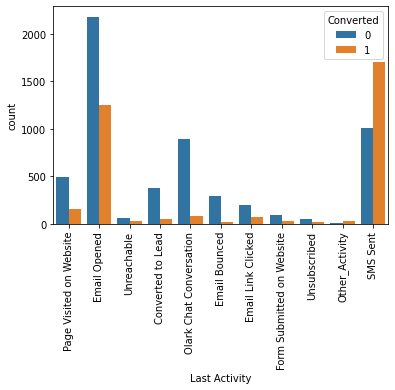 Converted
0
1
2000
1500
1000
500
0
count
Page Visited on Website
Email Opened
Unreachable
Converted to Lead
Olark Chat Conversation
Email Bounced
Email Link Clicked
Form Submitted on Website
Unsubscribed
Other_Activity
SMS Sent
Last Activity